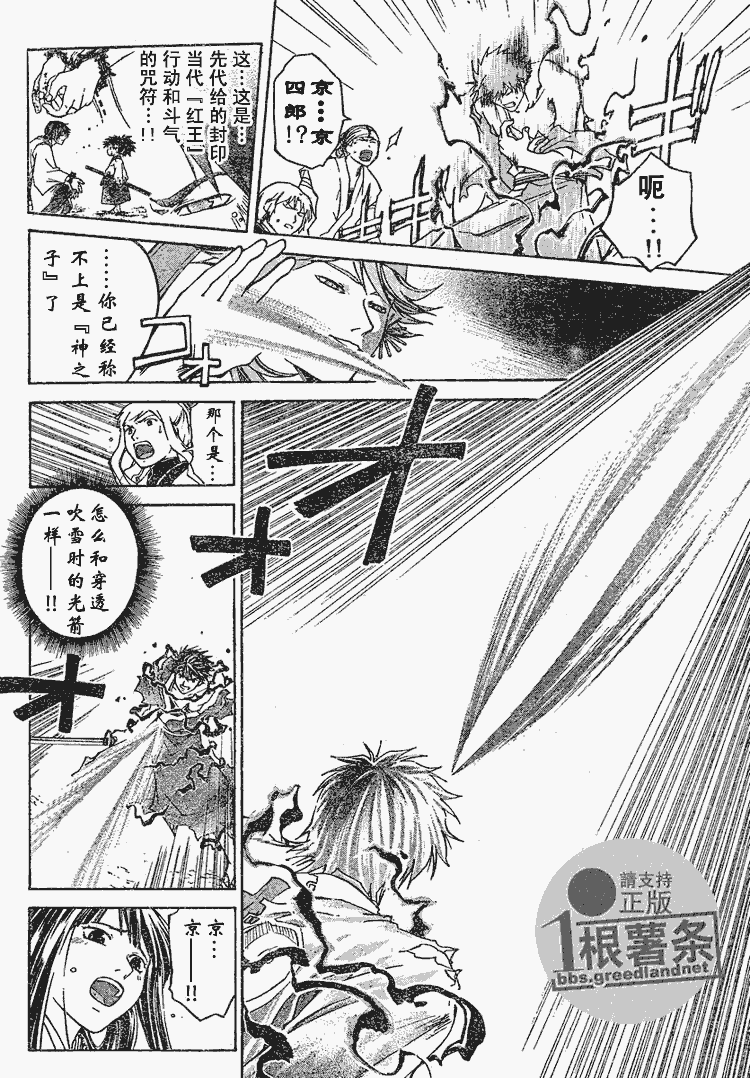 呃…!!
京…京
四郎!?
这…这是…
先代给的封印
当代『红王』
行动和斗气
的咒符…!!
……你已经称
不上是『神之
子』了
コオ
那个是…
怎么和穿透
吹雪时的光箭
一样——!!
京…
京——!!
請支持
正版
1根薯条
bbs.greedlandnet